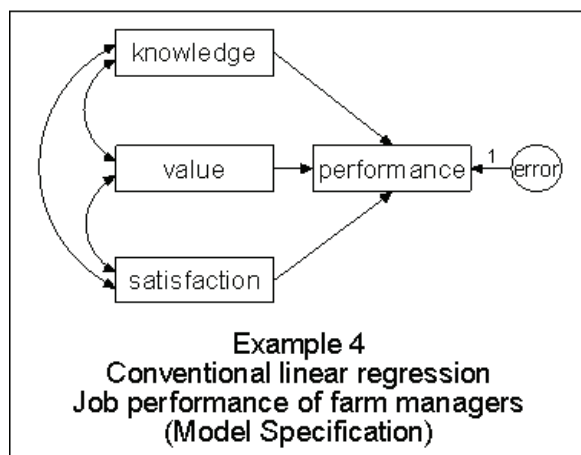 knowledge
value
performance
1
error
satisfaction
Example 4
Conventional linear regression
Job performance of farm managers
(Model Specification)